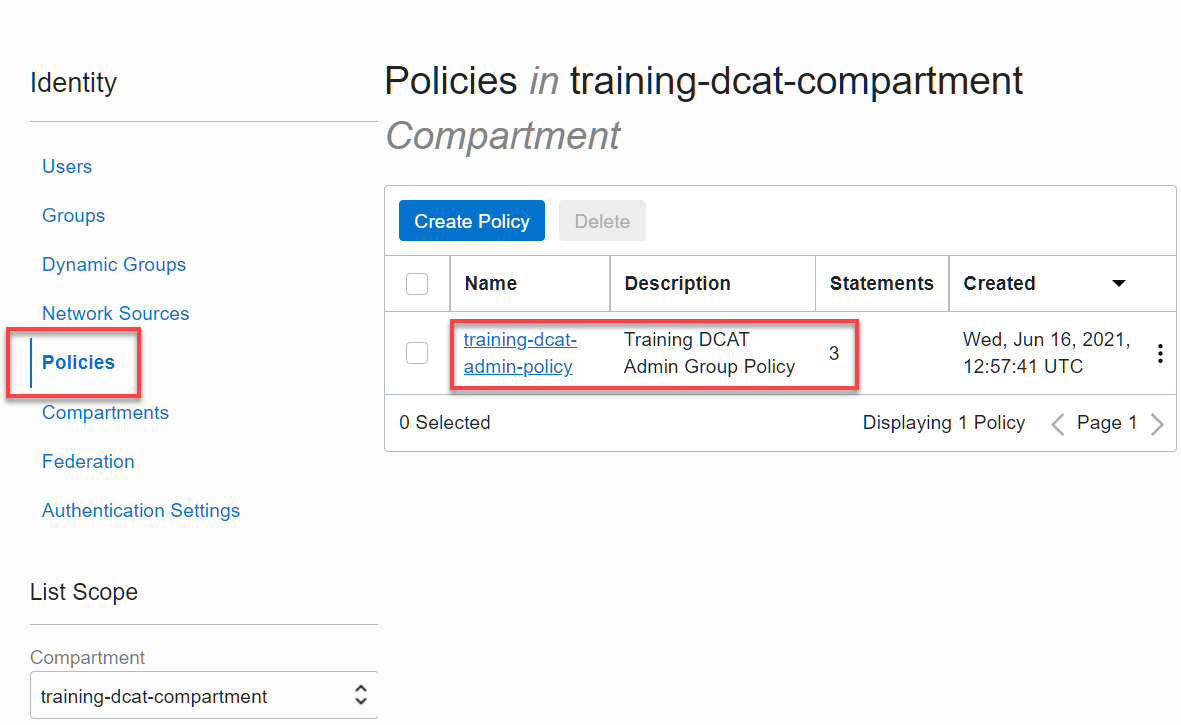 Identity
Users
Groups
Dynamic Groups
Network Sources
Policies
Compartments
Federation
Authentication Settings
List Scope
Compartment
training-dcat-compartment
Policies in training-dcat-compartment
Compartment
Create Policy Delete
Name Description Statements Created
training-dcat- Training DCAT 3 Wed, Jun 16, 2021,
admin-policy Admin Group Policy 12:57:41 UTC
0 Selected Displaying 1 Policy Page 1